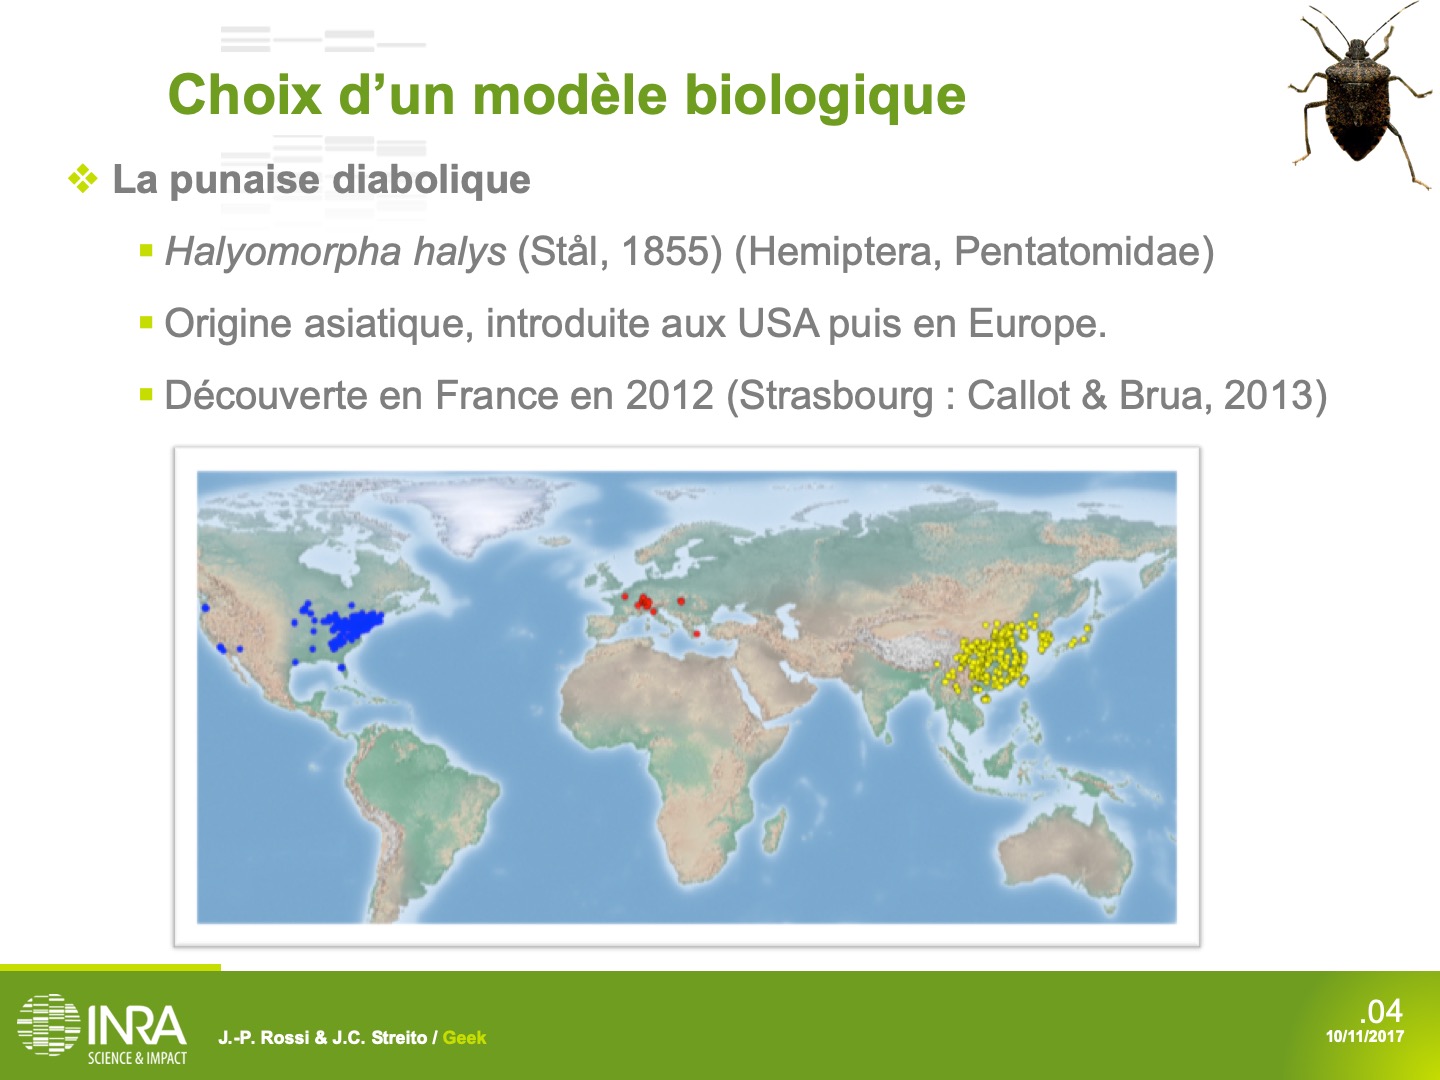 Choix d’un modèle biologique
La punaise diabolique
Halyomorpha halys (Stål, 1855) (Hemiptera, Pentatomidae)
Origine asiatique, introduite aux USA puis en Europe.
Découverte en France en 2012 (Strasbourg : Callot & Brua, 2013)
INRA
SCIENCE & IMPACT
J.-P. Rossi & J.C. Streito / Geek
.04
10/11/2017